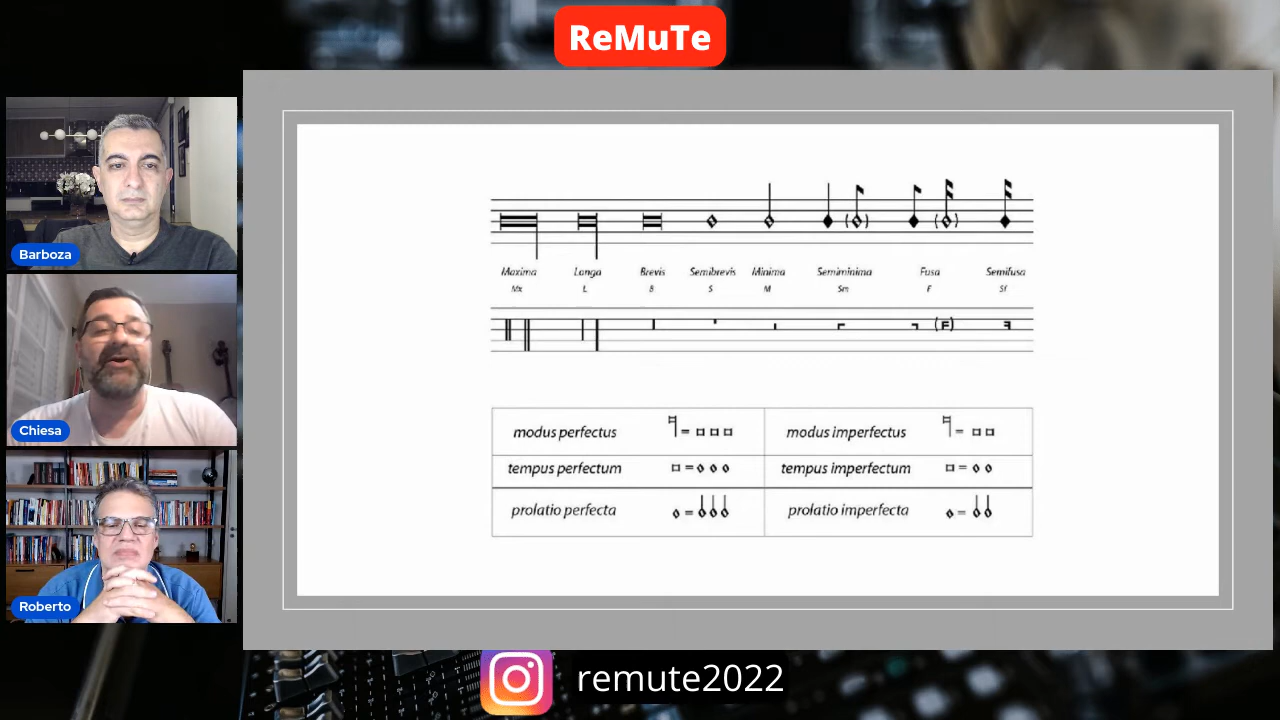 ReMuTe
Barboza
Chiesa
Roberto
Maxima Longa Brevis Semibrevis Minima Semiminima Fusa Semifusa
Mx L B S M Sm F Sf
(F)
modus perfectus = modus imperfectus =
tempus perfectum = tempus imperfectum =
prolatio perfecta = prolatio imperfecta =
remute2022